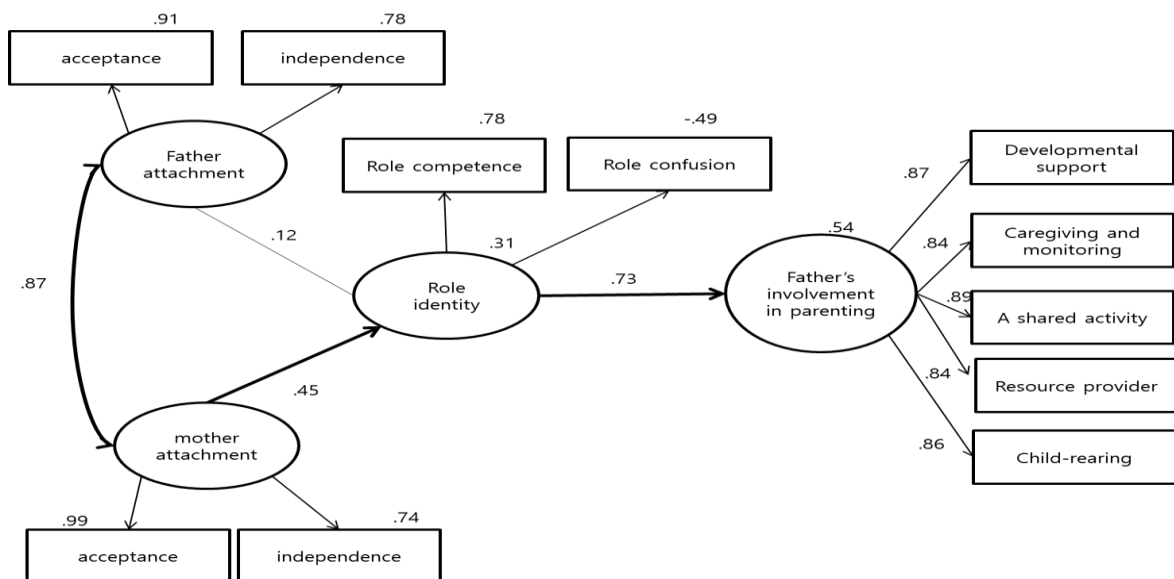 .91
.78
acceptance
independence
Father
attachment
.78
-.49
Role competence
Role confusion
.12
.87
.31
Role
identity
.73
.45
mother
attachment
.99
.74
acceptance
independence
.54
Father’s
involvement
in parenting
.87
Developmental
support
.84
Caregiving and
monitoring
.89
A shared activity
.84
Resource provider
.86
Child-rearing